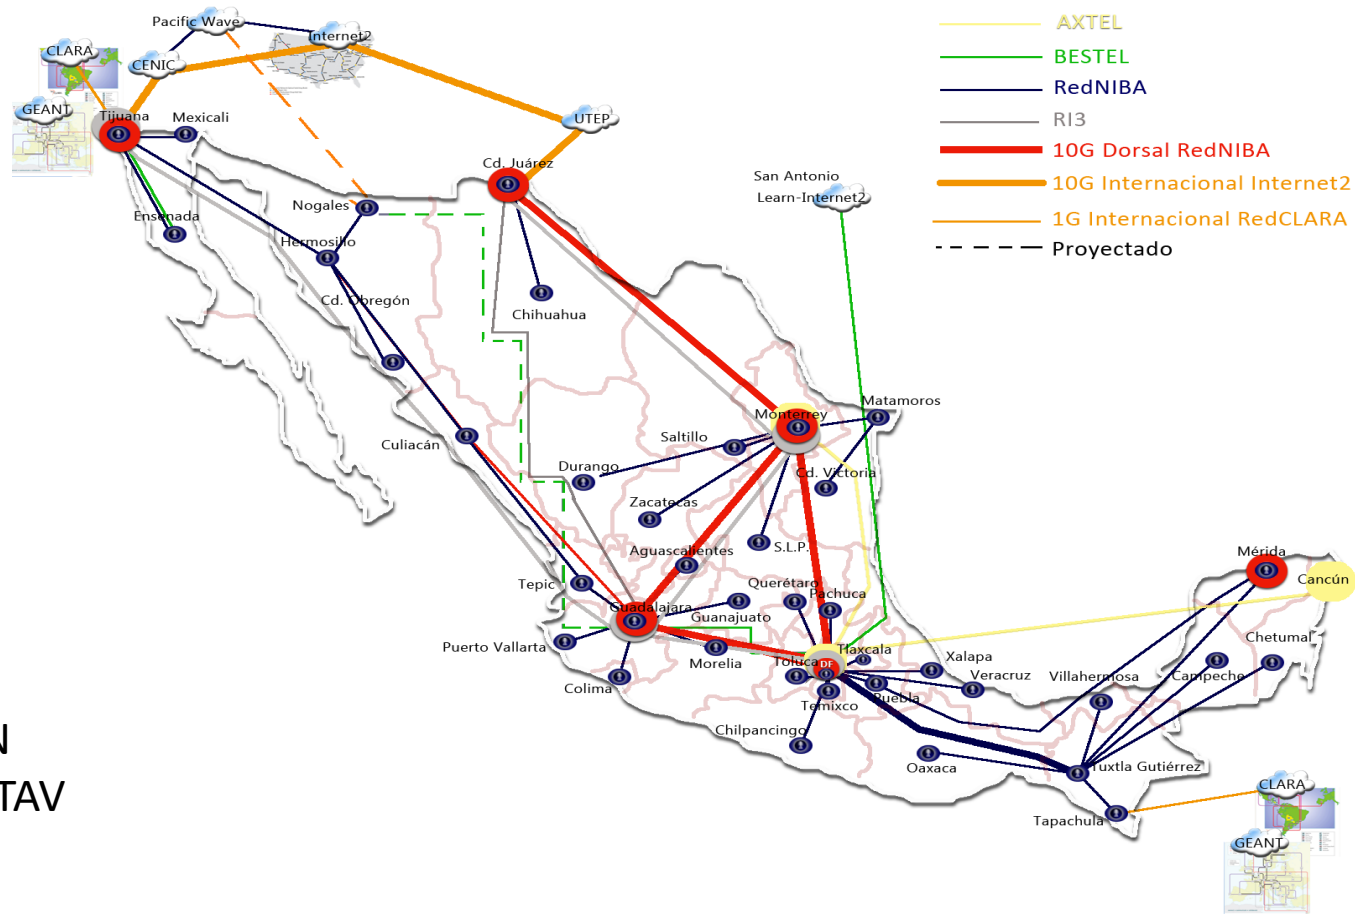 Pacific Wave
Internet2
CLARA
CENIC
GEANT
Tijuana
Mexicali
UTEP
Cd. Juárez
Ensenada
Nogales
Hermosillo
Cd. Obregón
Chihuahua
San Antonio
Learn-Internet2
AXTEL
BESTEL
RedNIBA
RI3
10G Dorsal RedNIBA
10G Internacional Internet2
1G Internacional RedCLARA
Proyectado
Culiacán
Monterrey
Matamoros
Saltillo
Durango
Cd. Victoria
Zacatecas
S.L.P.
Aguascalientes
Tepic
Querétaro
Pachuca
Guadalajara
Guanajuato
Puerto Vallarta
Morelia
Colima
Toluca
DF
Tlaxcala
Xalapa
Veracruz
Puebla
Temixco
Chilpancingo
Oaxaca
Villahermosa
Campeche
Chetumal
Mérida
Cancún
Tuxtla Gutiérrez
Tapachula
CLARA
GEANT
N
TAV